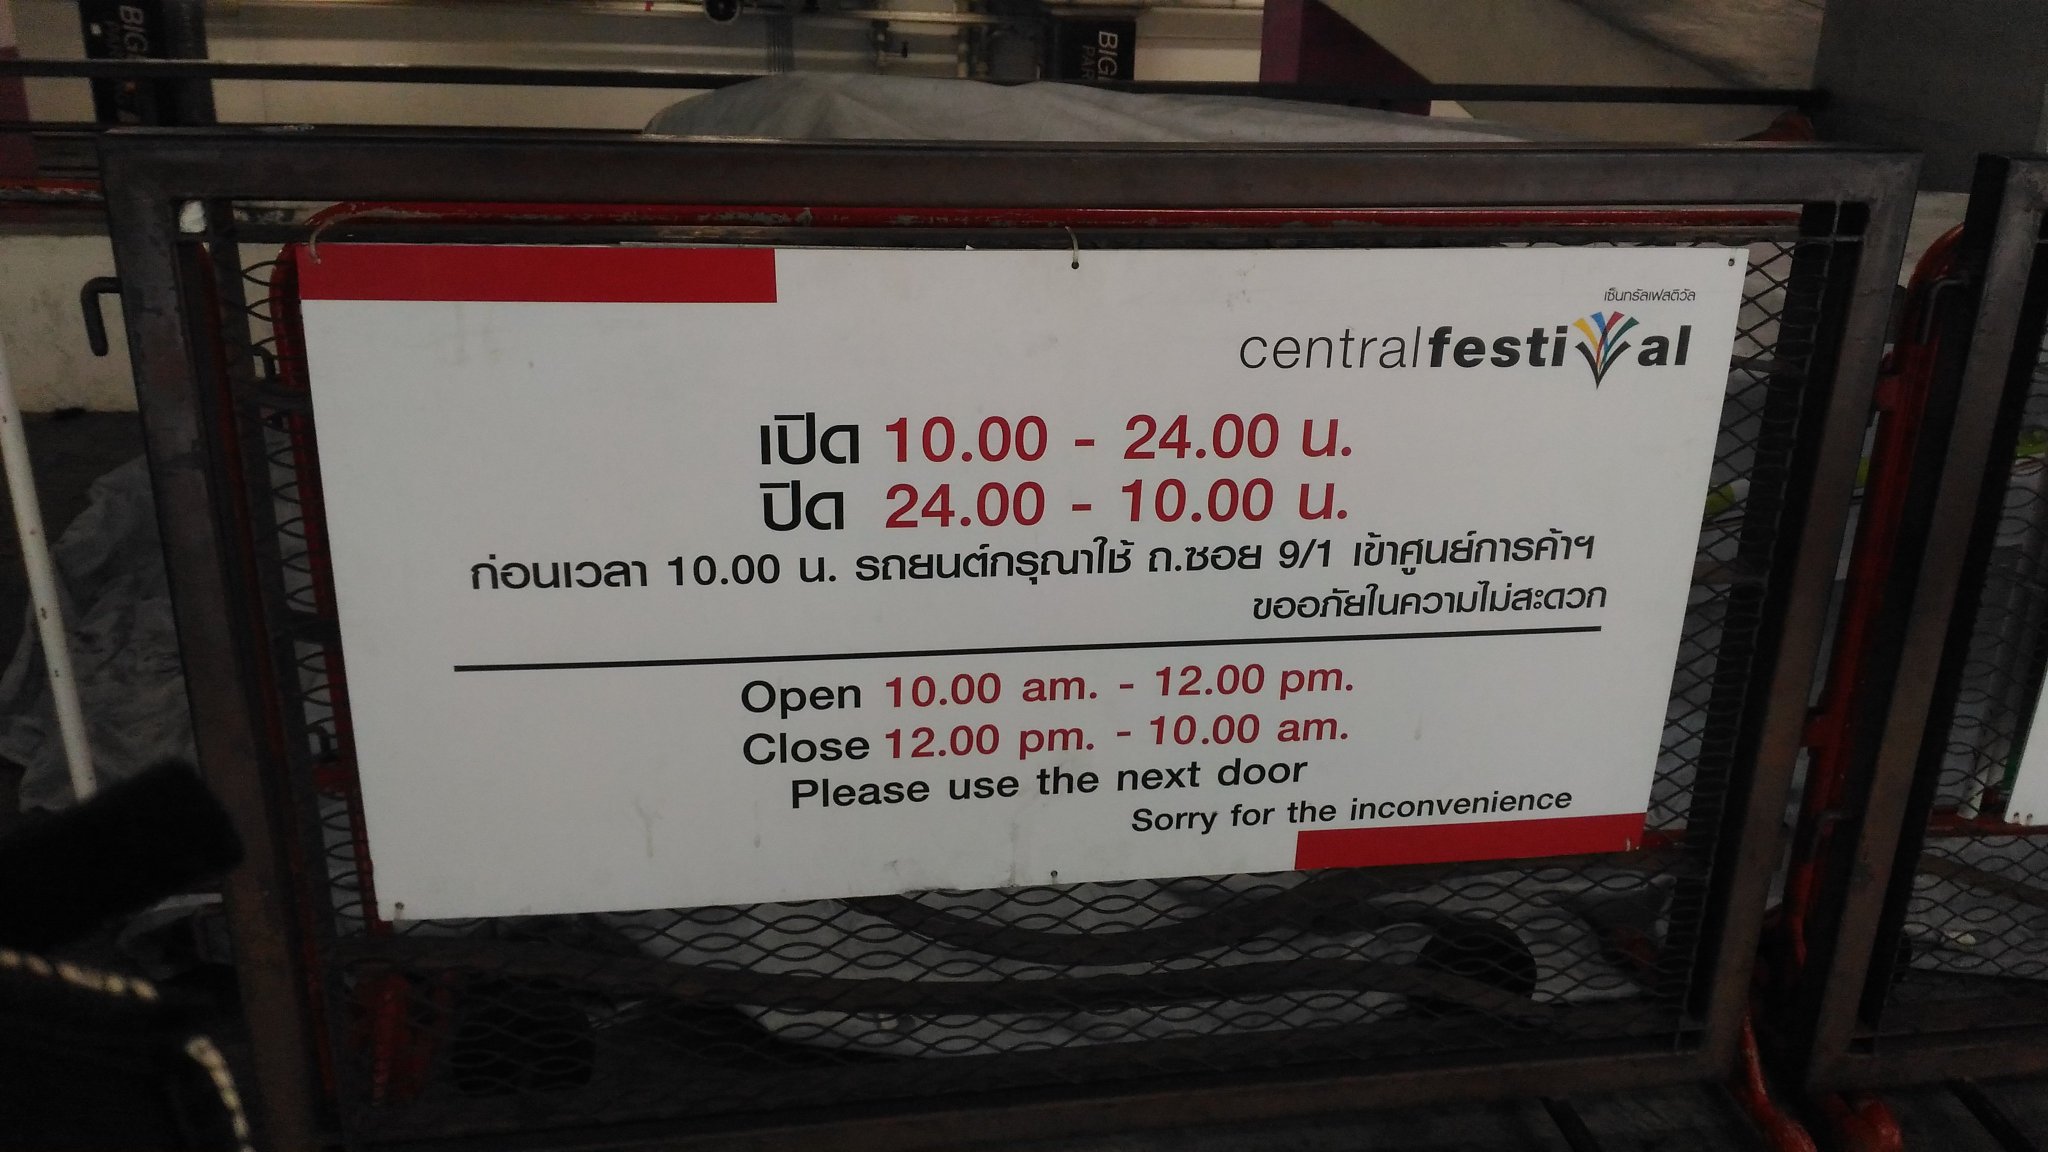 BIG
BIG
PAR
เซ็นทรัลเฟสติวัล
centralfestival
เปิด 10.00 - 24.00 น.
ปิด 24.00 - 10.00 น.
ก่อนเวลา 10.00 น. รถยนต์กรุณาใช้ ถ.ซอย 9/1 เข้าศูนย์การค้าฯ
ขออภัยในความไม่สะดวก
Open 10.00 am. - 12.00 pm.
Close 12.00 pm. - 10.00 am.
Please use the next door
Sorry for the inconvenience